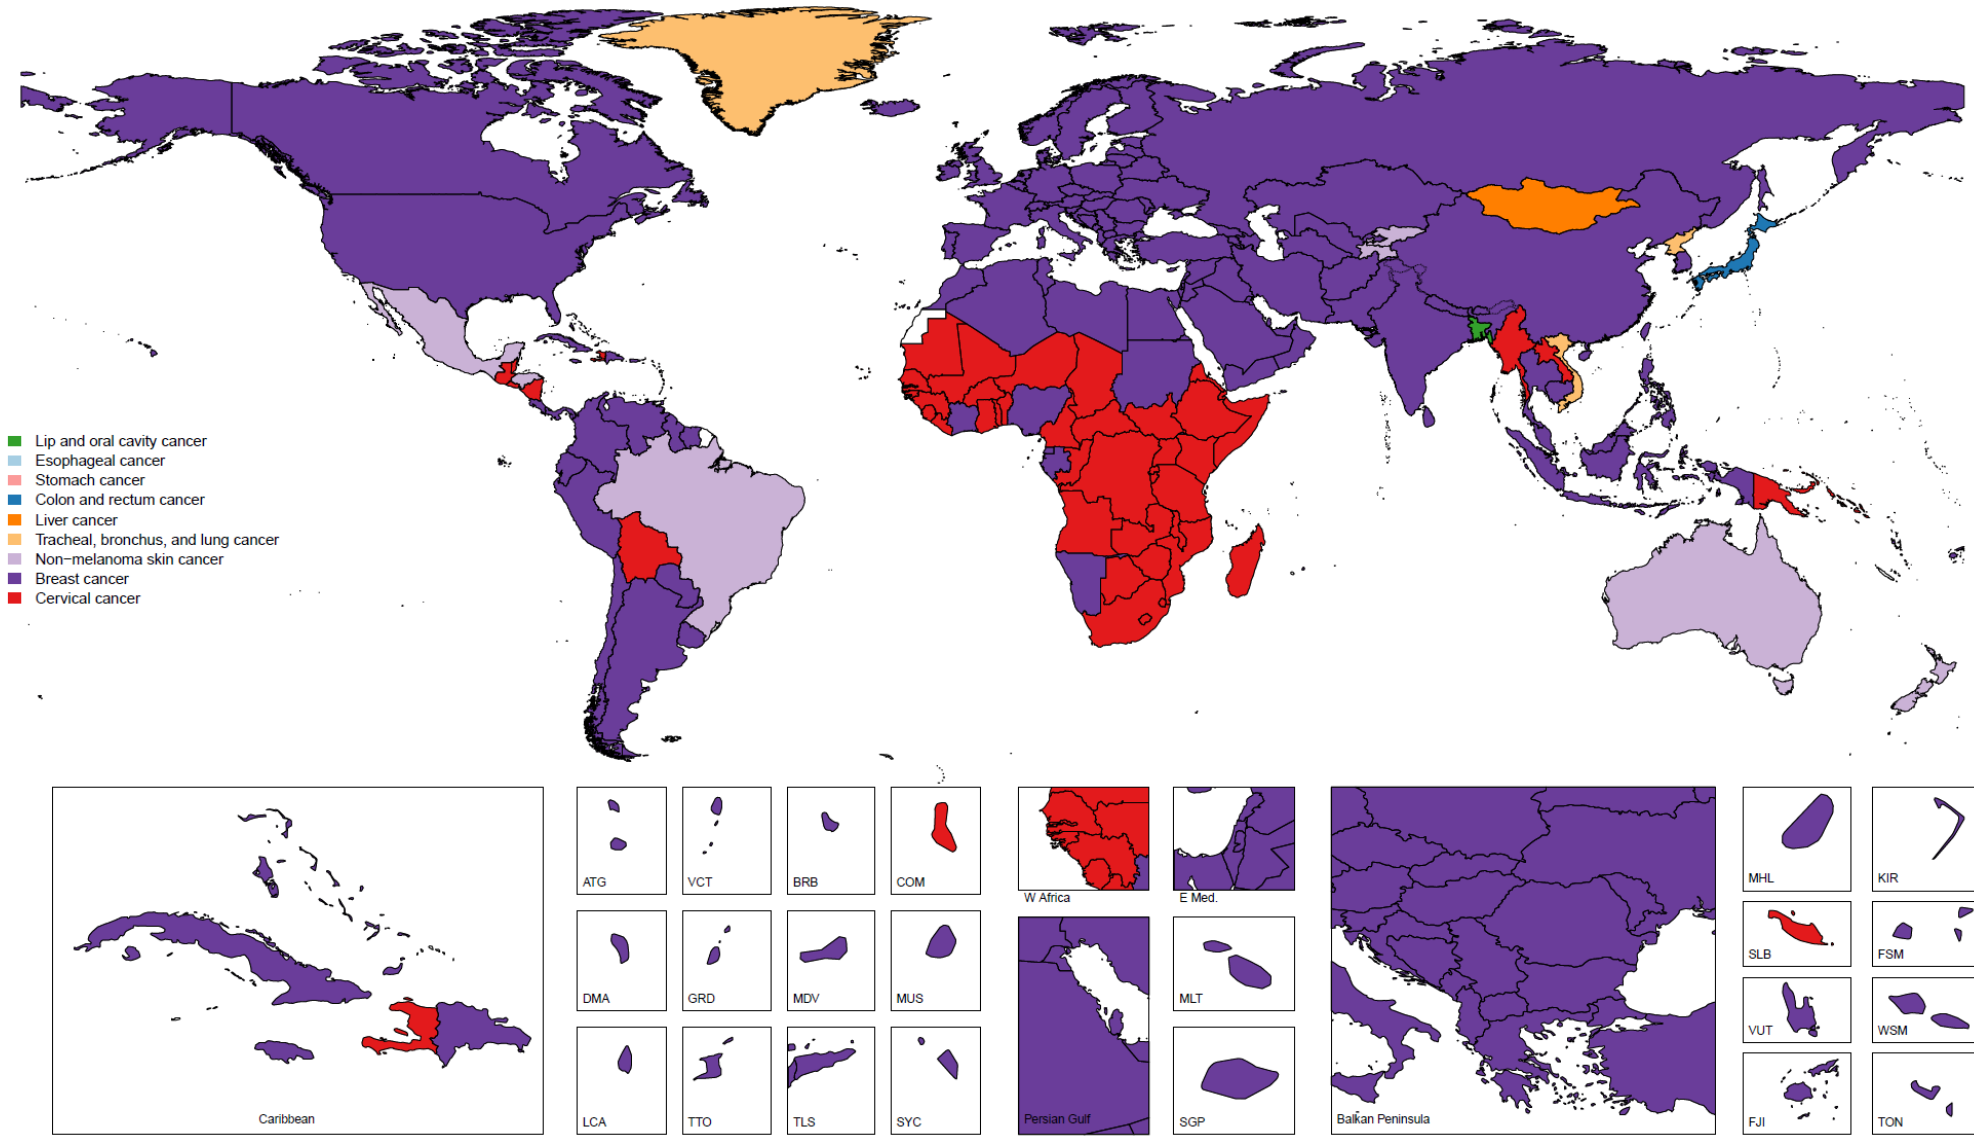 Lip and oral cavity cancer
Esophageal cancer
Stomach cancer
Colon and rectum cancer
Liver cancer
Tracheal, bronchus, and lung cancer
Non−melanoma skin cancer
Breast cancer
Cervical cancer
Caribbean
ATG
VCT
BRB
COM
DMA
GRD
MDV
MUS
LCA
TTO
TLS
SYC
W Africa
E Med.
Persian Gulf
MLT
SGP
Balkan Peninsula
MHL
KIR
SLB
FSM
VUT
WSM
FJI
TON